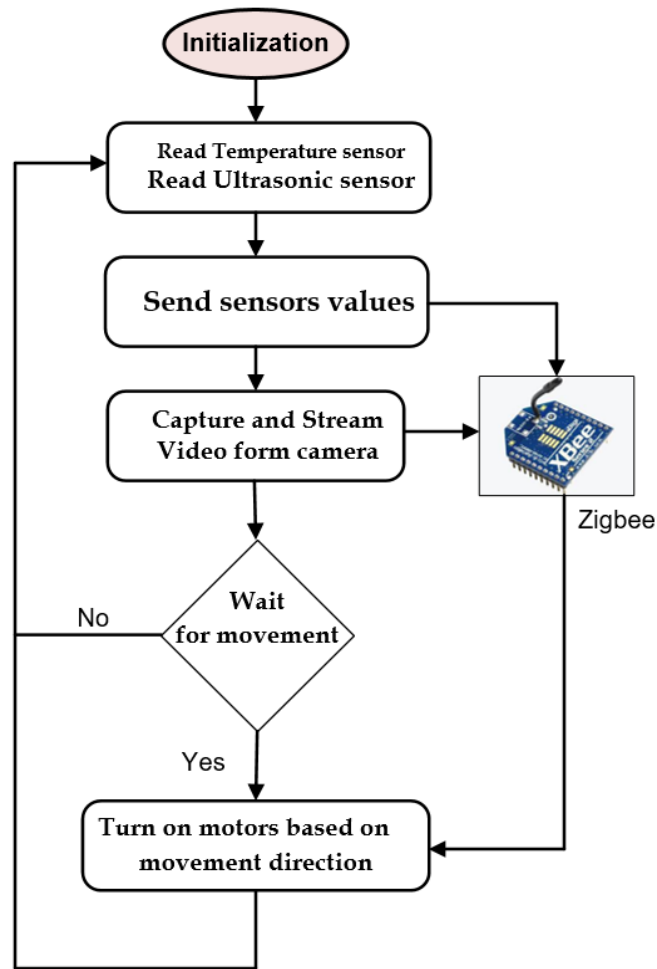 Initialization
Read Temperature sensor
Read Ultrasonic sensor
Send sensors values
Capture and Stream
Video form camera
XBee
Zigbee
Wait
for movement
No
Yes
Turn on motors based on
movement direction